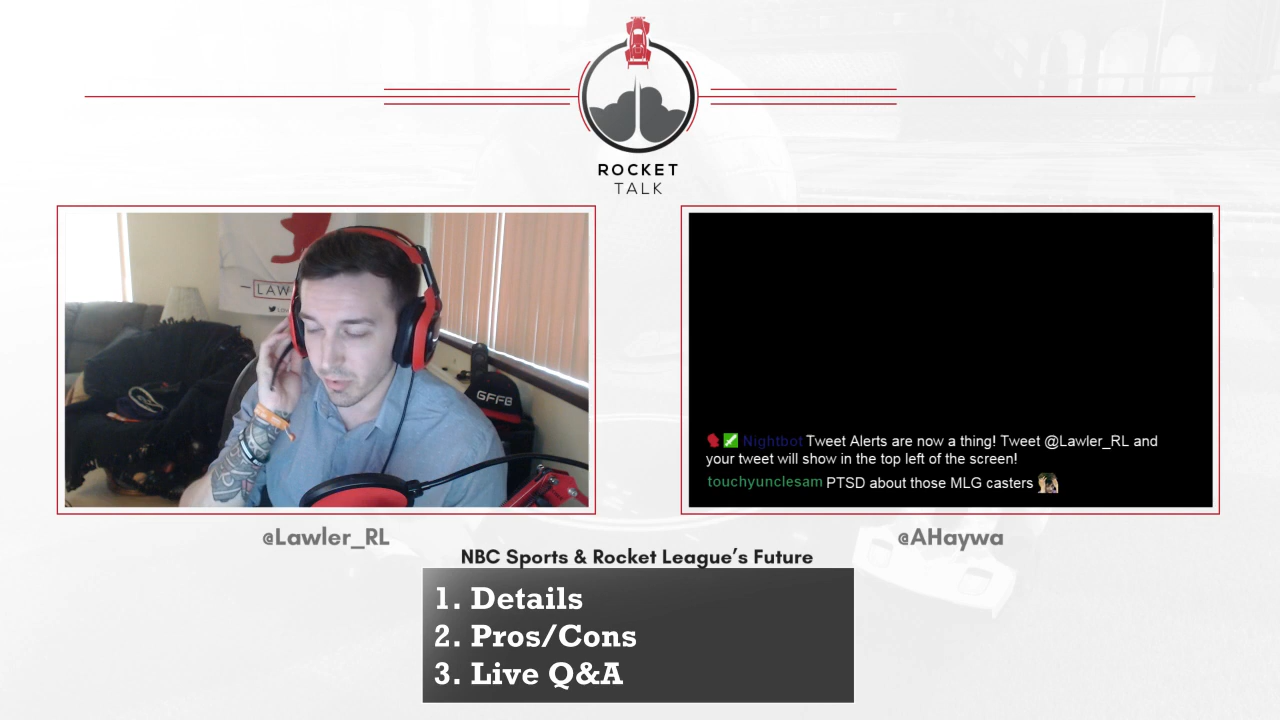 ROCKET
TALK
LAW
GFFB
Nightbot Tweet Alerts are now a thing! Tweet @Lawler_RL and
your tweet will show in the top left of the screen!
touchyunclesam PTSD about those MLG casters
@Lawler_RL
@AHaywa
NBC Sports & Rocket League's Future
1. Details
2. Pros/Cons
3. Live Q&A